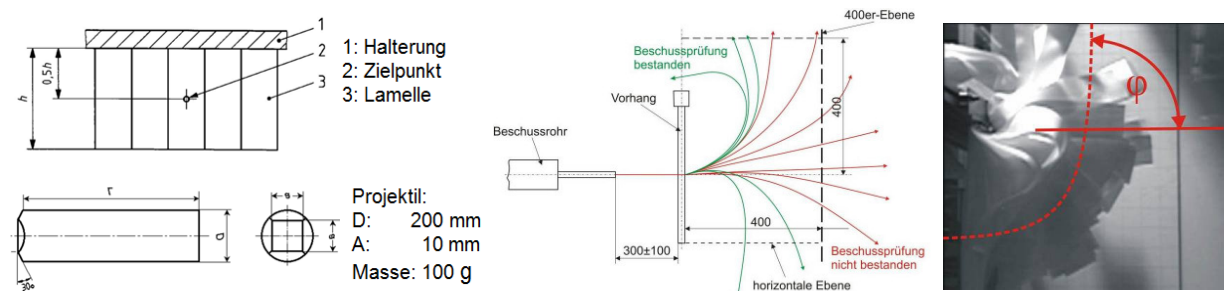 1
2
3
h
0,5h
1: Halterung
2: Zielpunkt
3: Lamelle
L
D
a
a
30°
Projektil:
D: 200 mm
A: 10 mm
Masse: 100 g
400er-Ebene
Beschussprüfung
bestanden
Vorhang
400
Beschussrohr
400
300±100
Beschussprüfung
nicht bestanden
horizontale Ebene
φ